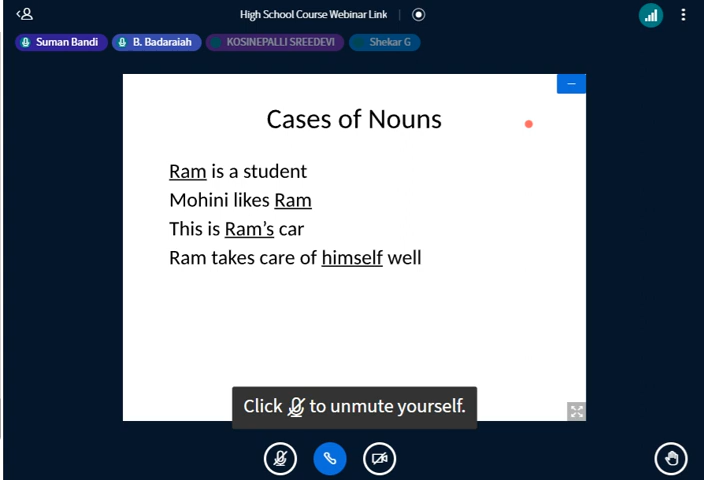 High School Course Webinar Link
Suman Bandi B. Badaraiah KOSINEPALLI SREEDEVI Shekar G
Cases of Nouns
Ram is a student
Mohini likes Ram
This is Ram's car
Ram takes care of himself well
Click to unmute yourself.